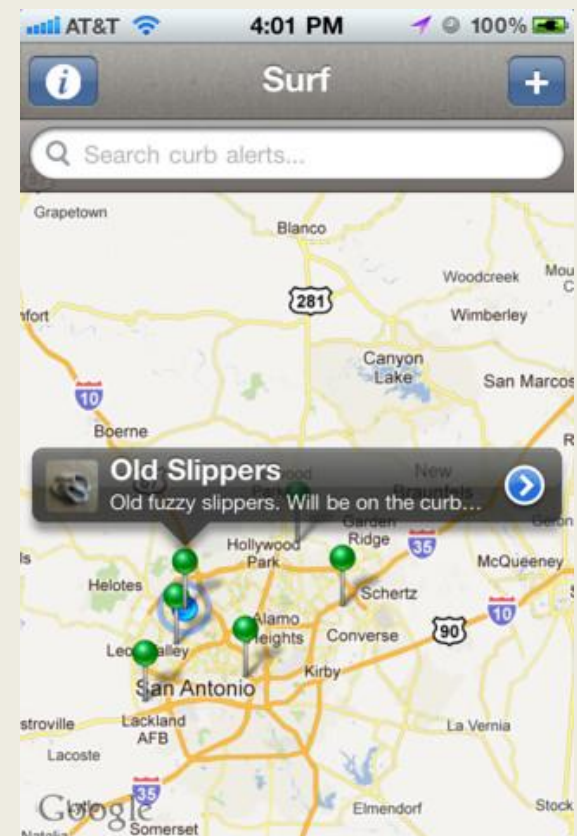 AT&T 4:01 PM 100%
i Surf +
Search curb alerts...
Grapetown
Blanco
281
Woodcreek
Wimberley
Canyon
Lake
San Marcos
10
Boerne
Old Slippers
Old fuzzy slippers. Will be on the curb...
New
Garden
Ridge
Hollywood
Park
35
McQueeney
Helotes
Schertz
10
Alamo
Heights
Converse
90
Leon Valley
Kirby
San Antonio
Lackland
AFB
La Vernia
Lacoste
35
Google
Elmendorf
Somerset